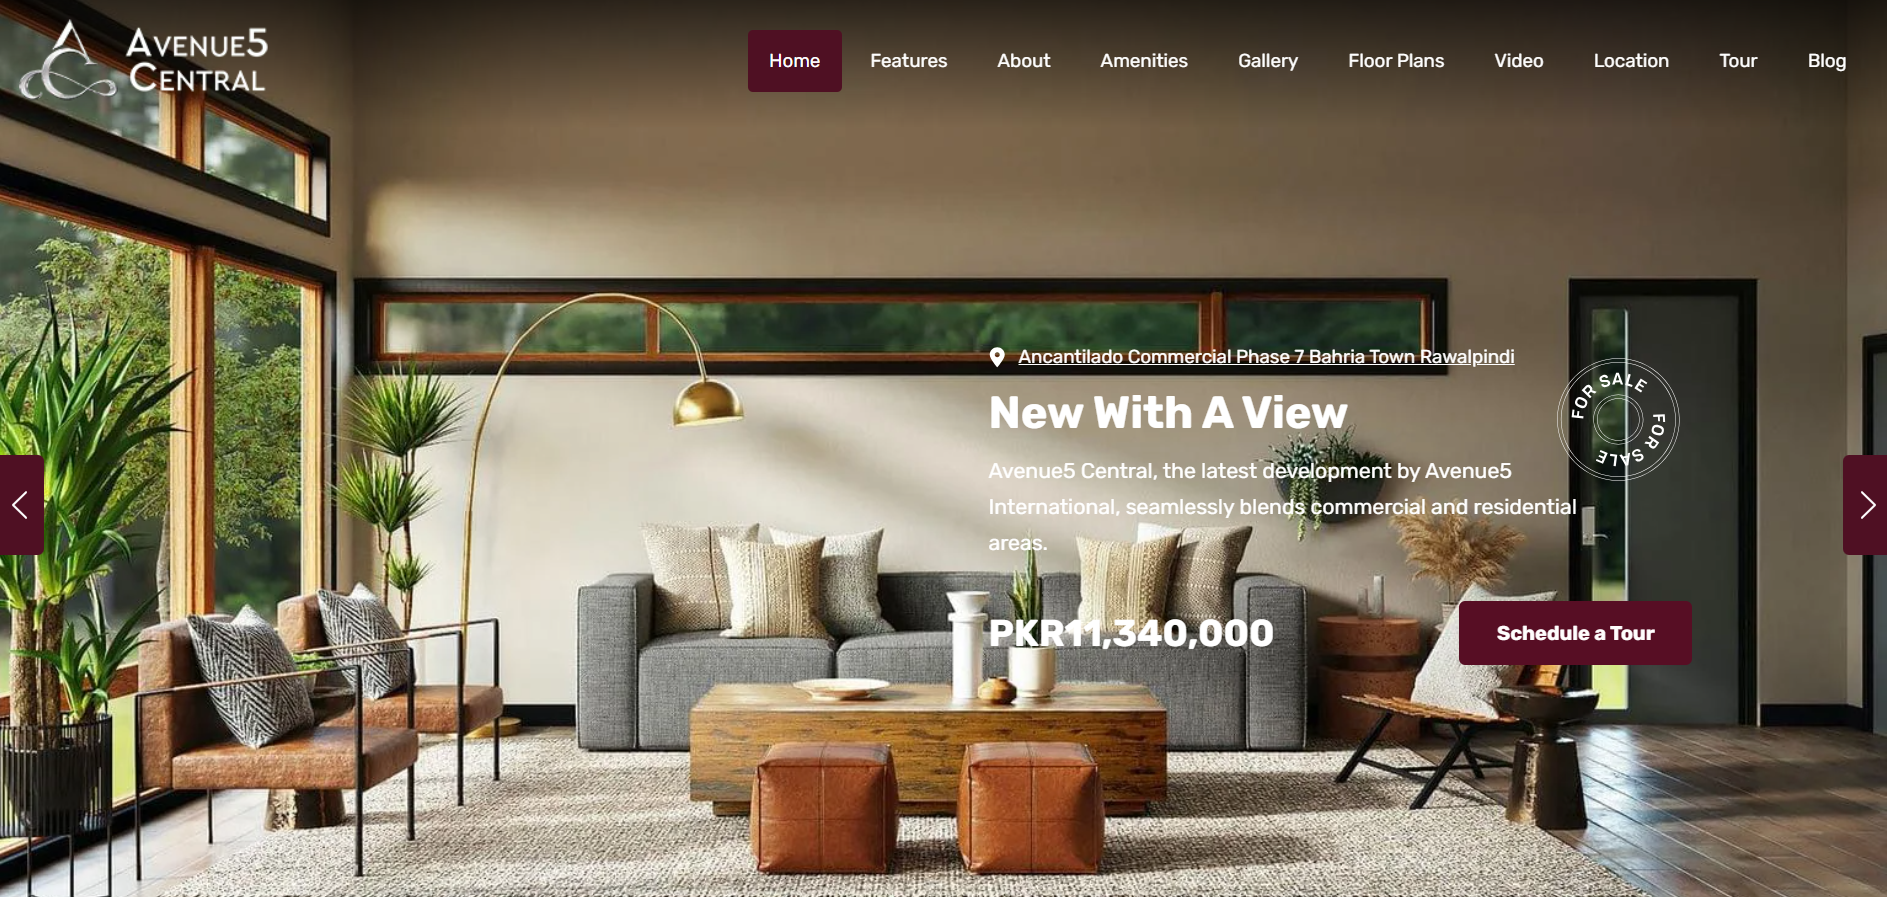 AVENUE5
CENTRAL
Home Features About Amenities Gallery Floor Plans Video Location Tour Blog
Ancantilado Commercial Phase 7 Bahria Town Rawalpindi
New With A View
FOR SALE FOR SALE
Avenue5 Central, the latest development by Avenue5
International, seamlessly blends commercial and residential
areas.
PKR11,340,000
Schedule a Tour